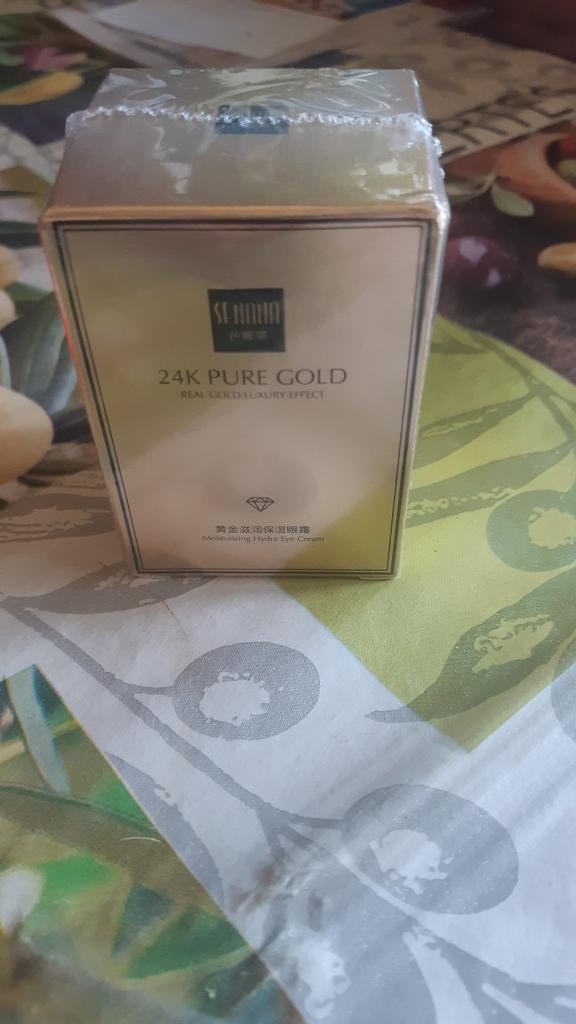 SENANA
24K PURE GOLD
REAL GOLD LUXURY EFFECT
黄金滋润保湿眼霜
Moisturizing Hydra Eye Cream